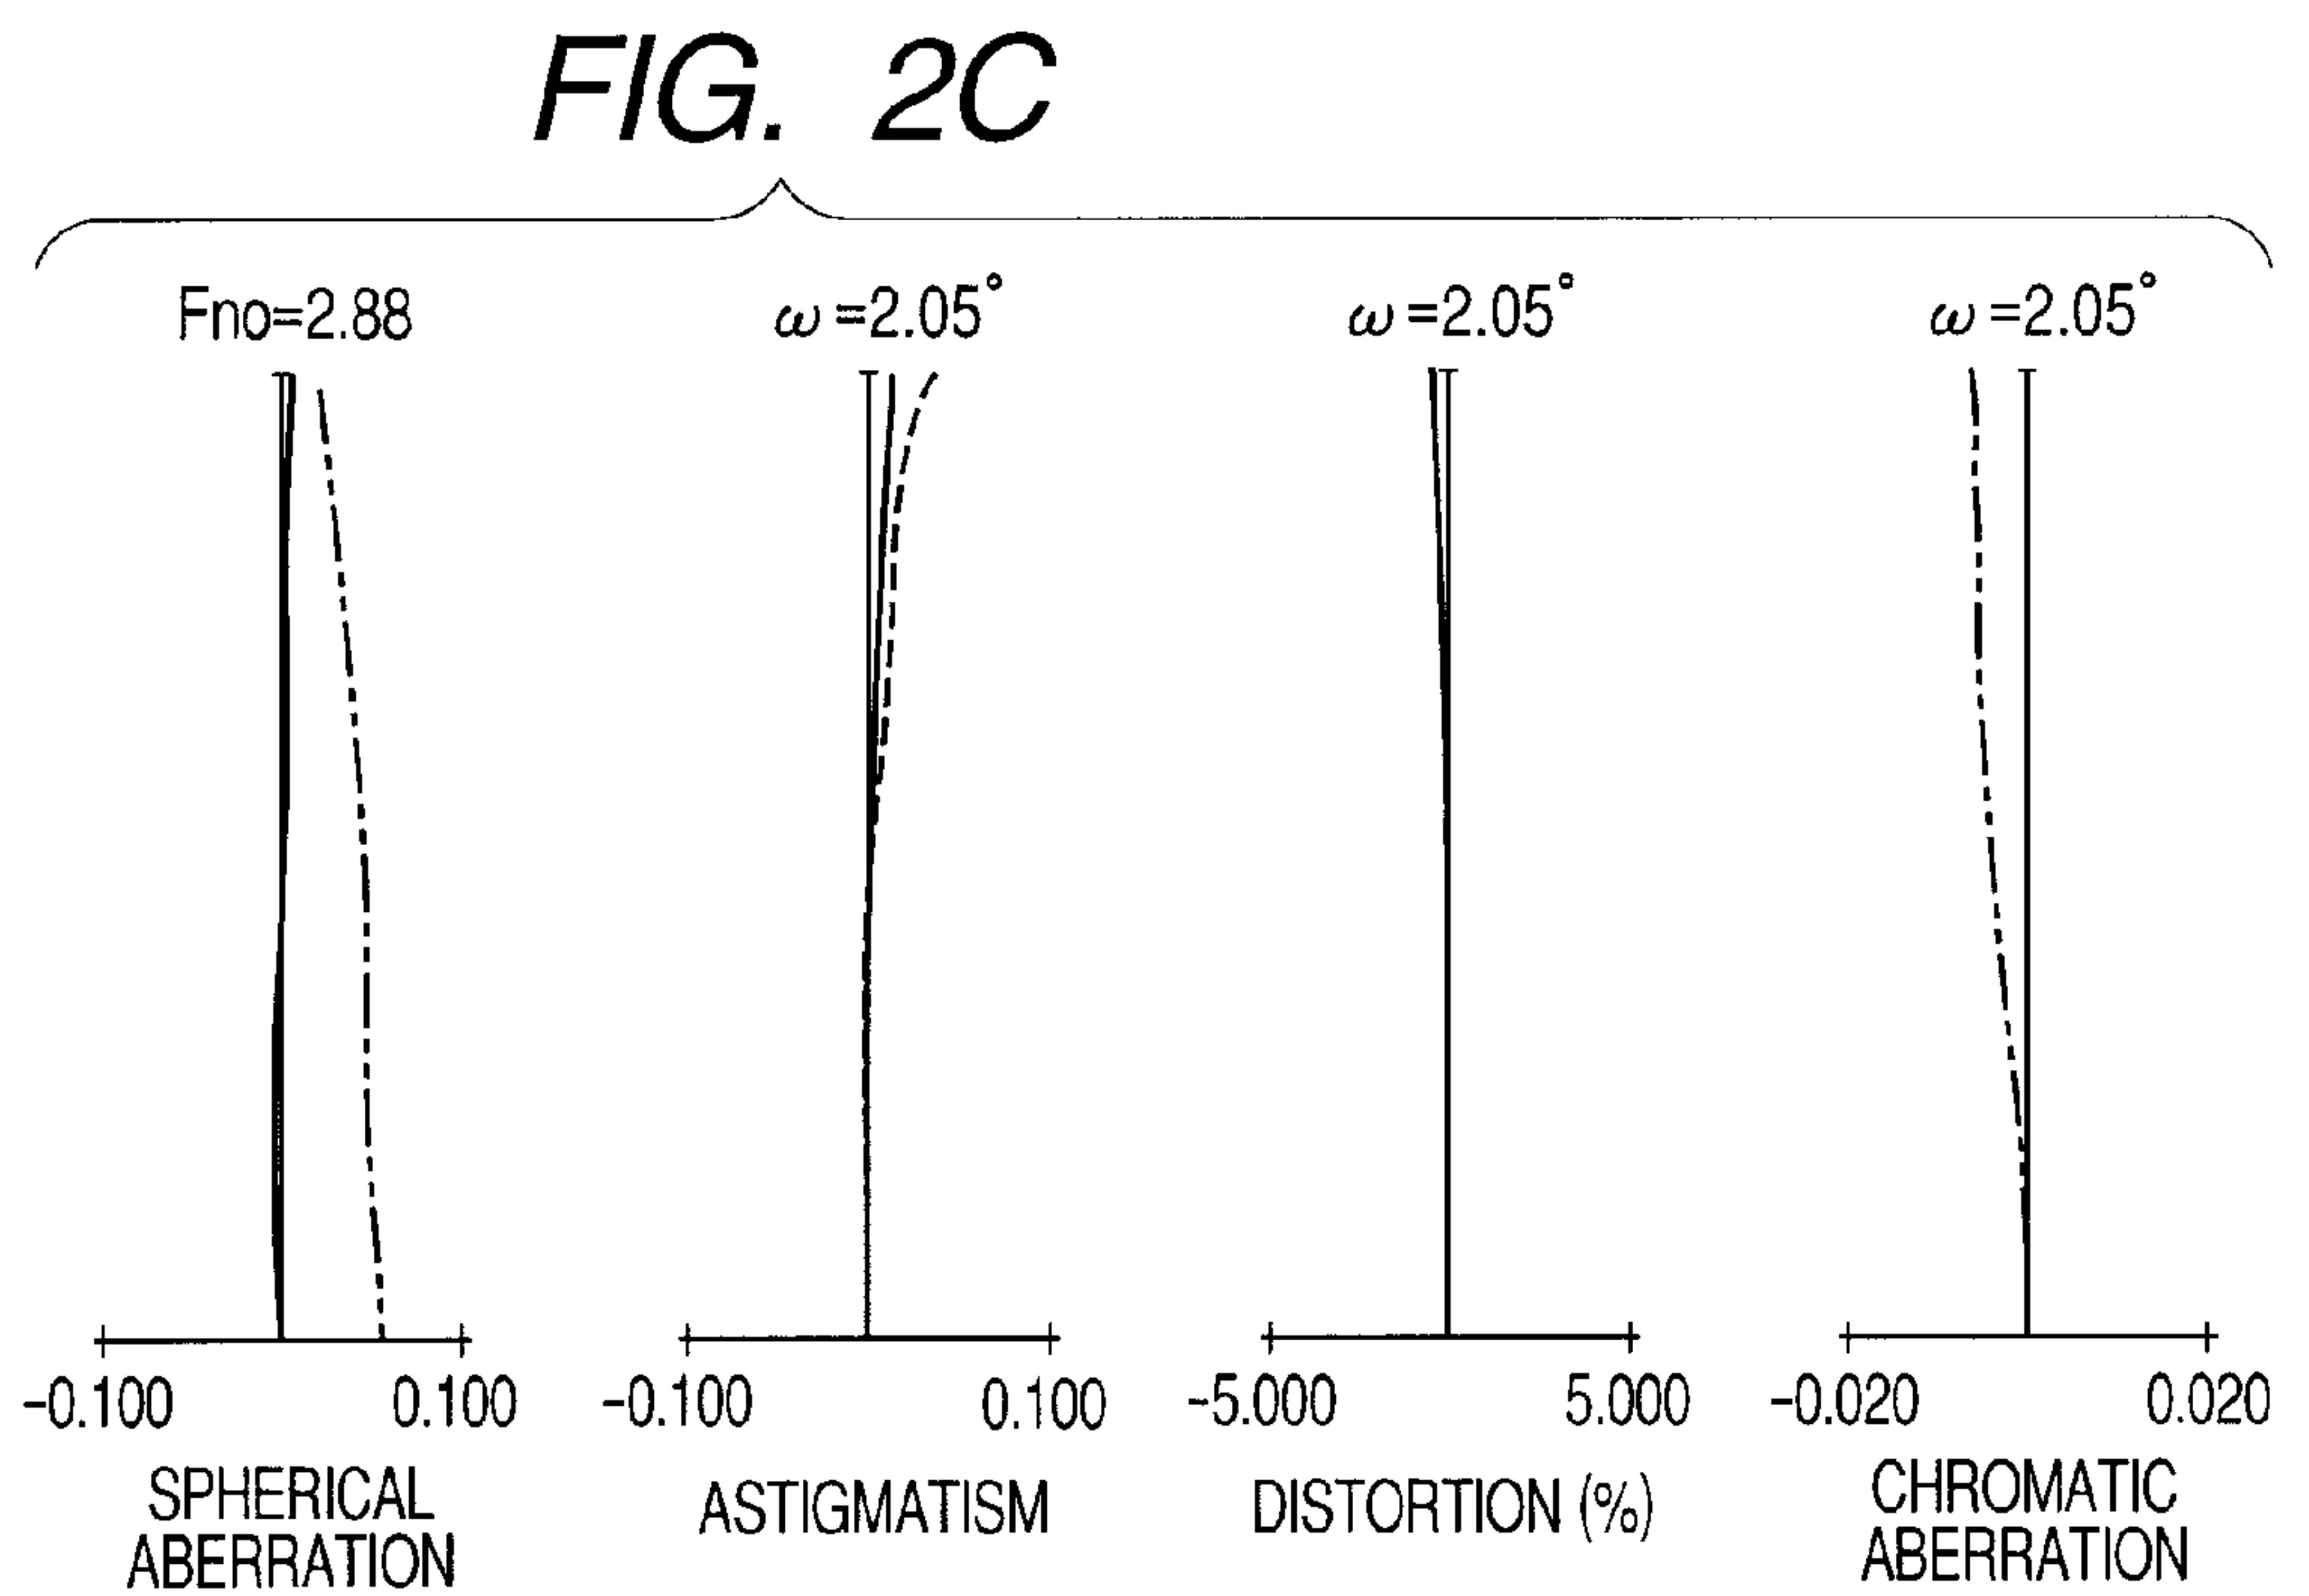 FIG. 2C
Fno=2.88
ω=2.05°
ω=2.05°
ω=2.05°
-0.100
0.100
-0.100
0.100
-5.000
5.000
-0.020
0.020
SPHERICAL
ABERRATION
ASTIGMATISM
DISTORTION (%)
CHROMATIC
ABERRATION